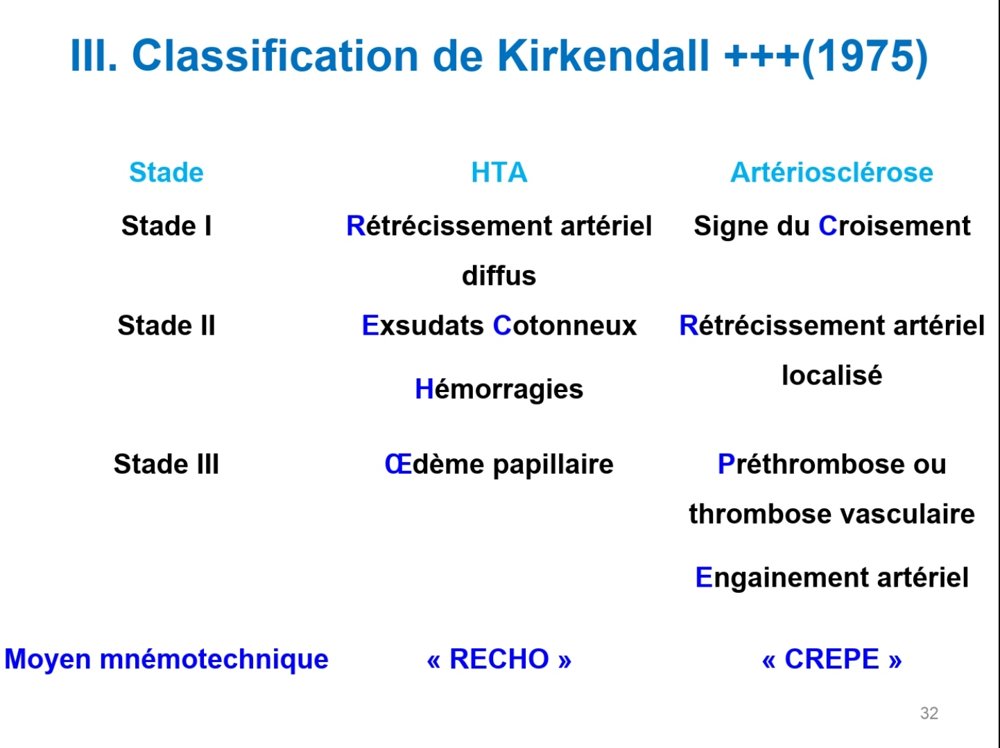 III. Classification de Kirkendall +++(1975)
Stade HTA Artériosclérose
Stade I Rétrécissement artériel Signe du Croisement
diffus
Stade II Exsudats Cotonneux Rétrécissement artériel
localisé
Hémorragies
Stade III Œdème papillaire Préthrombose ou
thrombose vasculaire
Engainement artériel
Moyen mnémotechnique « RECHO » « CREPE »
32